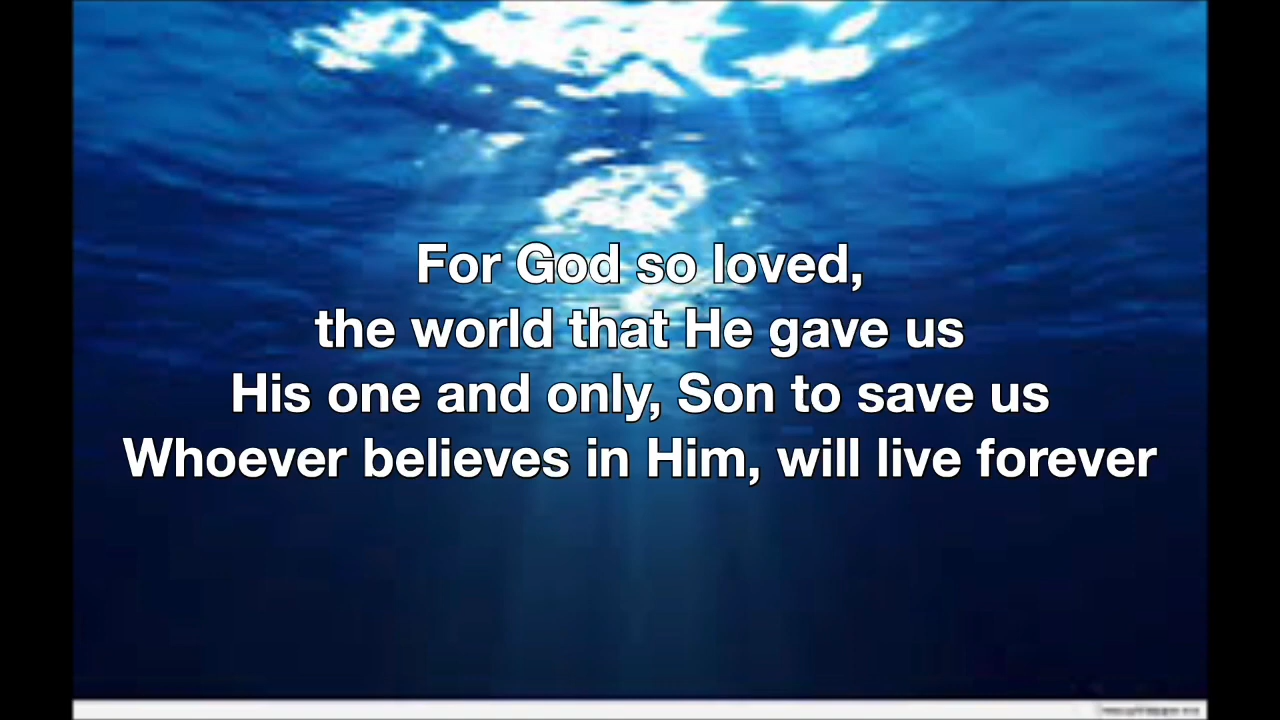 For God so loved,
the world that He gave us
His one and only, Son to save us
Whoever believes in Him, will live forever